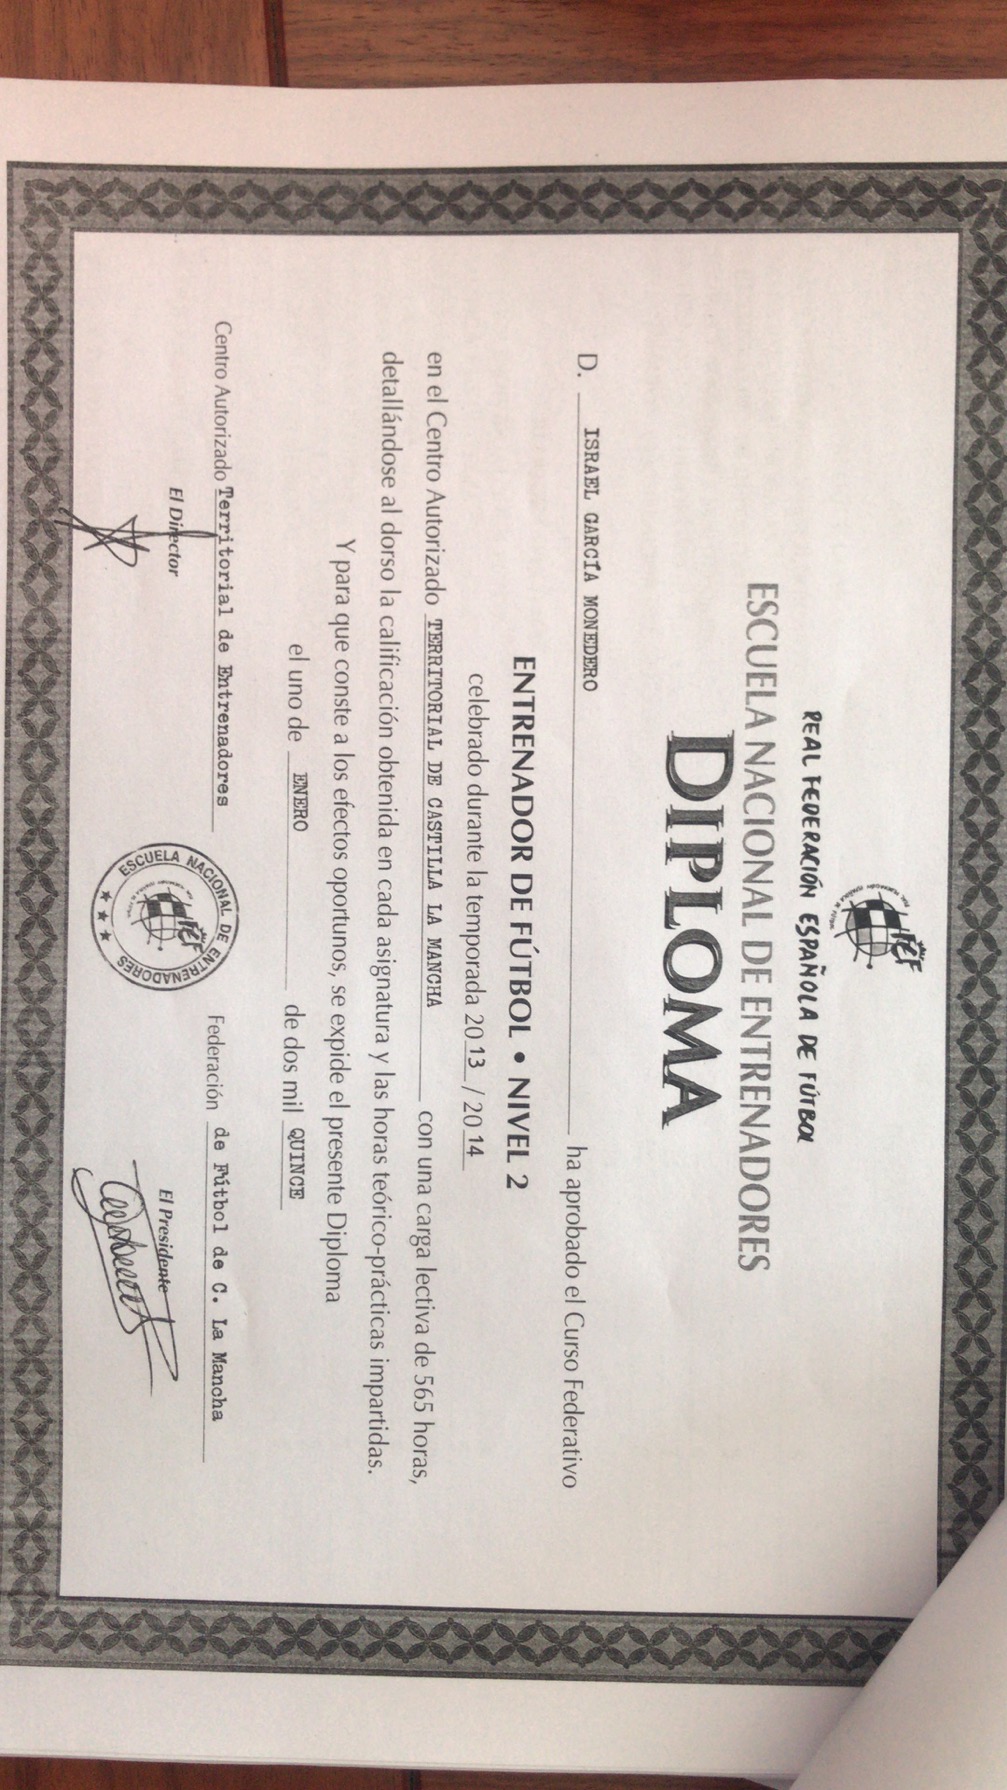 REAL FEDERACIÓN ESPAÑOLA DE FÚTBOL
ESCUELA NACIONAL DE ENTRENADORES
DIPLOMA
D. ISRAEL GARCÍA MONEDERO ha aprobado el Curso Federativo
ENTRENADOR DE FÚTBOL • NIVEL 2
celebrado durante la temporada 2013 / 2014
en el Centro Autorizado TERRITORIAL DE CASTILLA LA MANCHA con una carga lectiva de 565 horas,
detallándose al dorso la calificación obtenida en cada asignatura y las horas teórico-prácticas impartidas.
Y para que conste a los efectos oportunos, se expide el presente Diploma
el uno de ENERO de dos mil QUINCE
Centro Autorizado Territorial de Entrenadores
Federación de Fútbol de C. La Mancha
El Director
El Presidente
ESCUELA NACIONAL DE ENTRENADORES